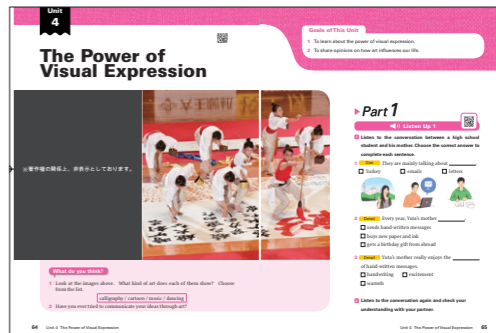 Unit
4
The Power of
Visual Expression
Goals of This Unit
1 To learn about the power of visual expression.
2 To share opinions on how art influences our life.
※著作権の関係上、非表示としております。
What do you think?
1 Look at the images above. What kind of art does each of them show? Choose
from the list.
calligraphy / cartoons / music / dancing
2 Have you ever tried to communicate your ideas through art?
64 Unit 4 The Power of Visual Expression
Part 1
Listen Up 1
Listen to the conversation between a high school
student and his mother. Choose the correct answer to
complete each sentence.
1 Gist They are mainly talking about
Turkey emails letters
2 Detail Every year, Yuta's mother .
sends hand-written messages
buys new paper and ink
gets a birthday gift from abroad
3 Detail Yuta's mother really enjoys the
of hand-written messages.
handwriting excitement
warmth
Listen to the conversation again and check your
understanding with your partner.
Unit 4 The Power of Visual Expression 65